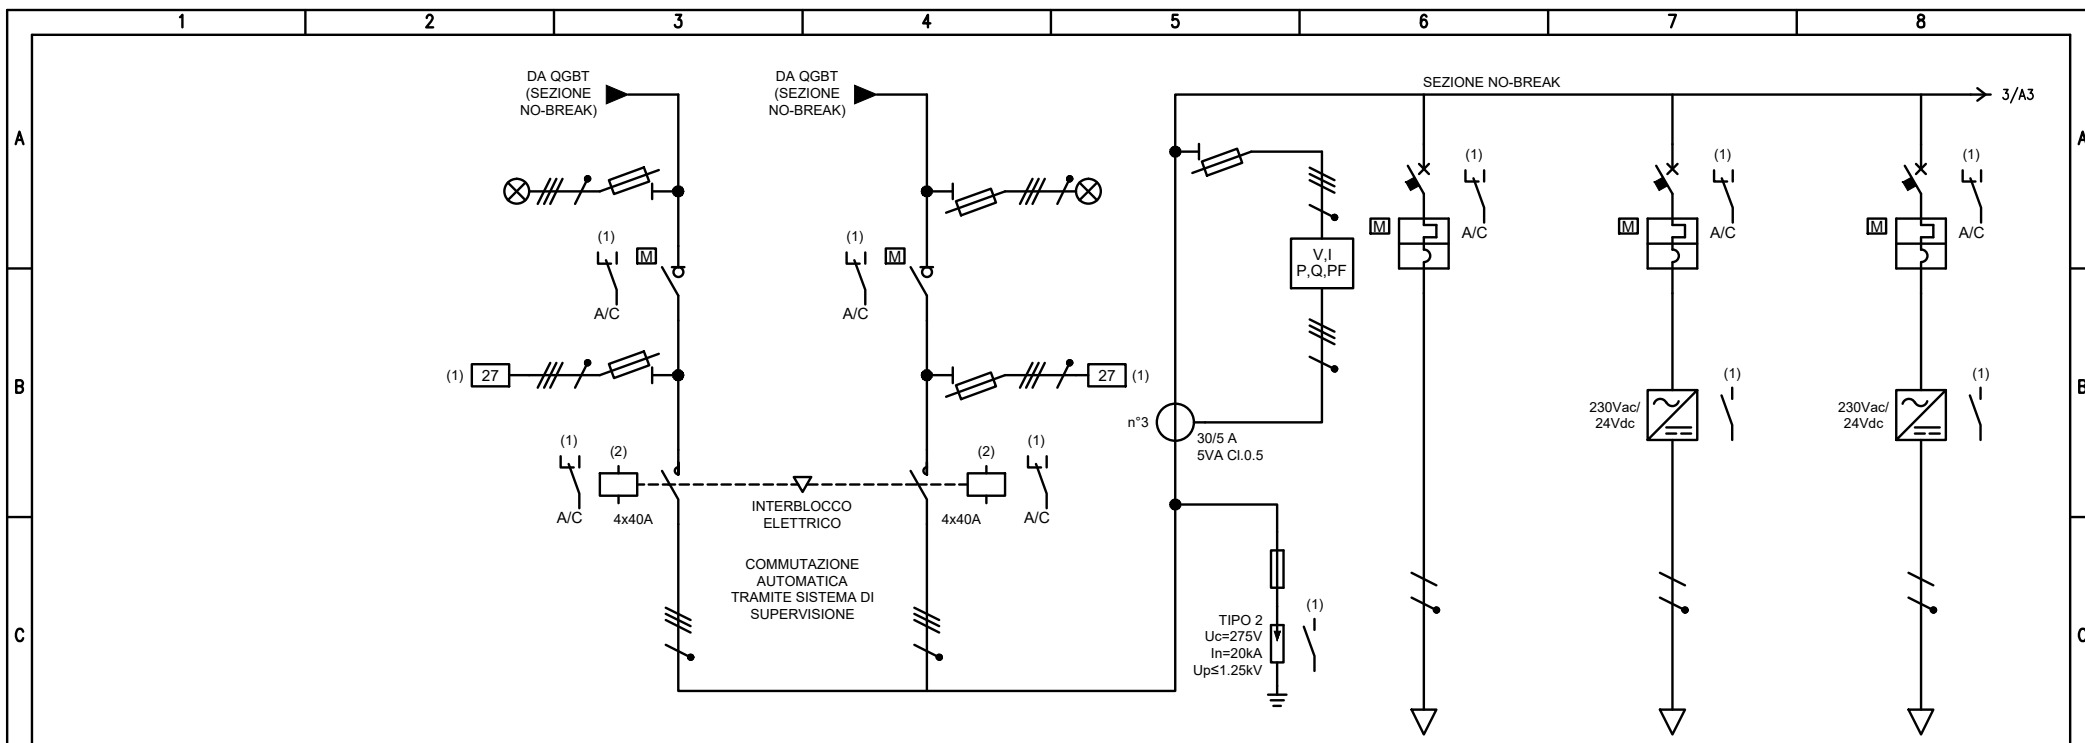 1 2 3 4 5 6 7 8
A
A
B
B
C
C
DA QGBT
(SEZIONE
NO-BREAK)
DA QGBT
(SEZIONE
NO-BREAK)
SEZIONE NO-BREAK
3/A3
(1)
M
A/C
(1)
M
A/C
V,I
P,Q,PF
(1)
M
A/C
(1)
M
A/C
(1)
M
A/C
(1) 27
27 (1)
n°3
30/5 A
5VA Cl.0.5
230Vac/
24Vdc
(1)
230Vac/
24Vdc
(1)
(1)
A/C
(2)
4x40A
INTERBLOCCO
ELETTRICO
(2)
4x40A
(1)
A/C
COMMUTAZIONE
AUTOMATICA
TRAMITE SISTEMA DI
SUPERVISIONE
TIPO 2
Uc=275V
In=20kA
Up≤1.25kV
(1)